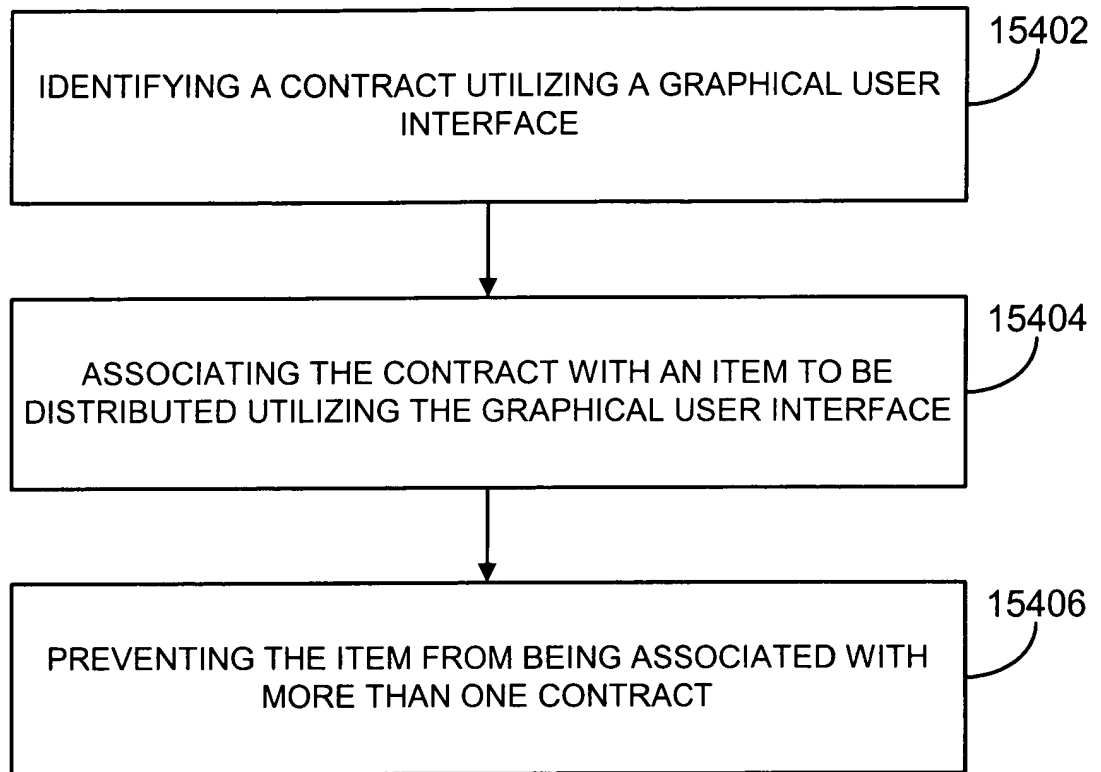 15402
IDENTIFYING A CONTRACT UTILIZING A GRAPHICAL USER
INTERFACE
15404
ASSOCIATING THE CONTRACT WITH AN ITEM TO BE
DISTRIBUTED UTILIZING THE GRAPHICAL USER INTERFACE
15406
PREVENTING THE ITEM FROM BEING ASSOCIATED WITH
MORE THAN ONE CONTRACT